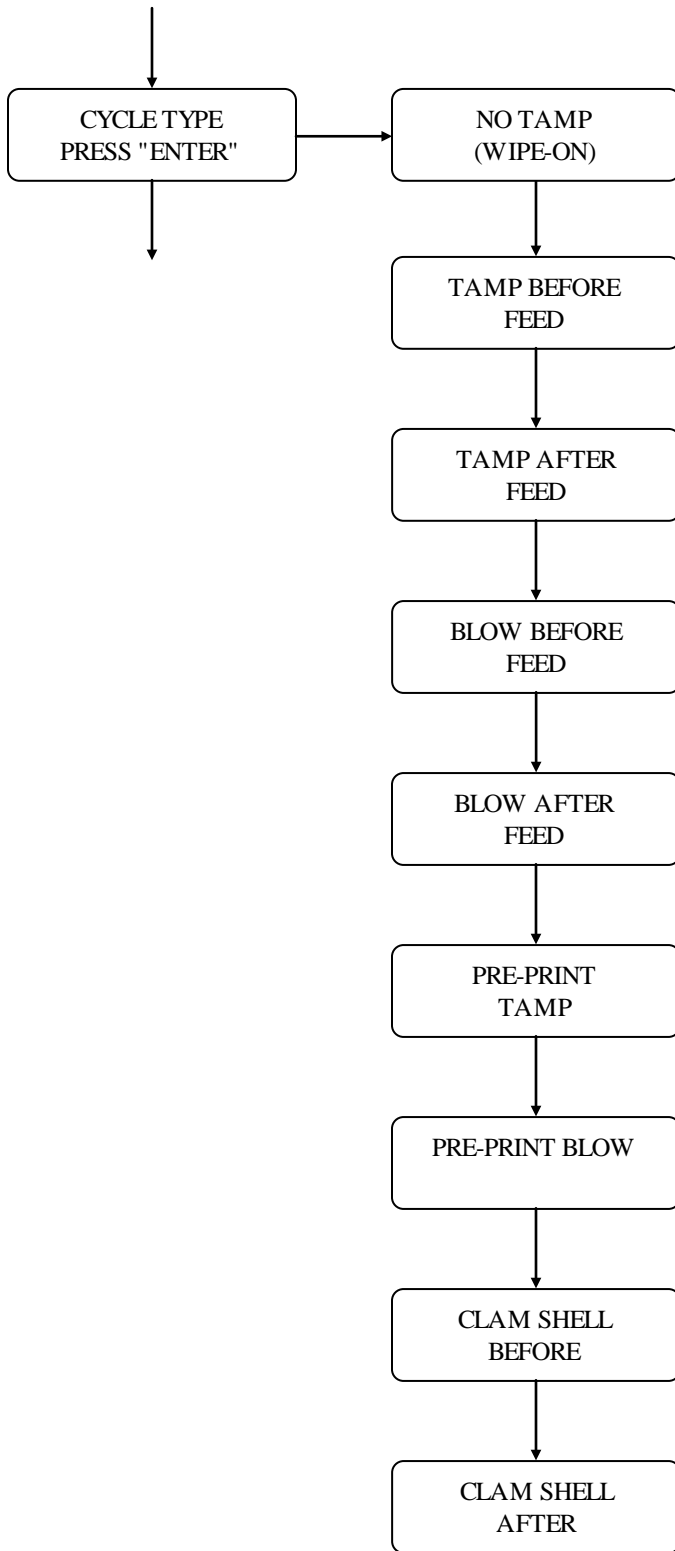 CYCLE TYPE
PRESS "ENTER"
NO TAMP
(WIPE-ON)
TAMP BEFORE
FEED
TAMP AFTER
FEED
BLOW BEFORE
FEED
BLOW AFTER
FEED
PRE-PRINT
TAMP
PRE-PRINT BLOW
CLAM SHELL
BEFORE
CLAM SHELL
AFTER